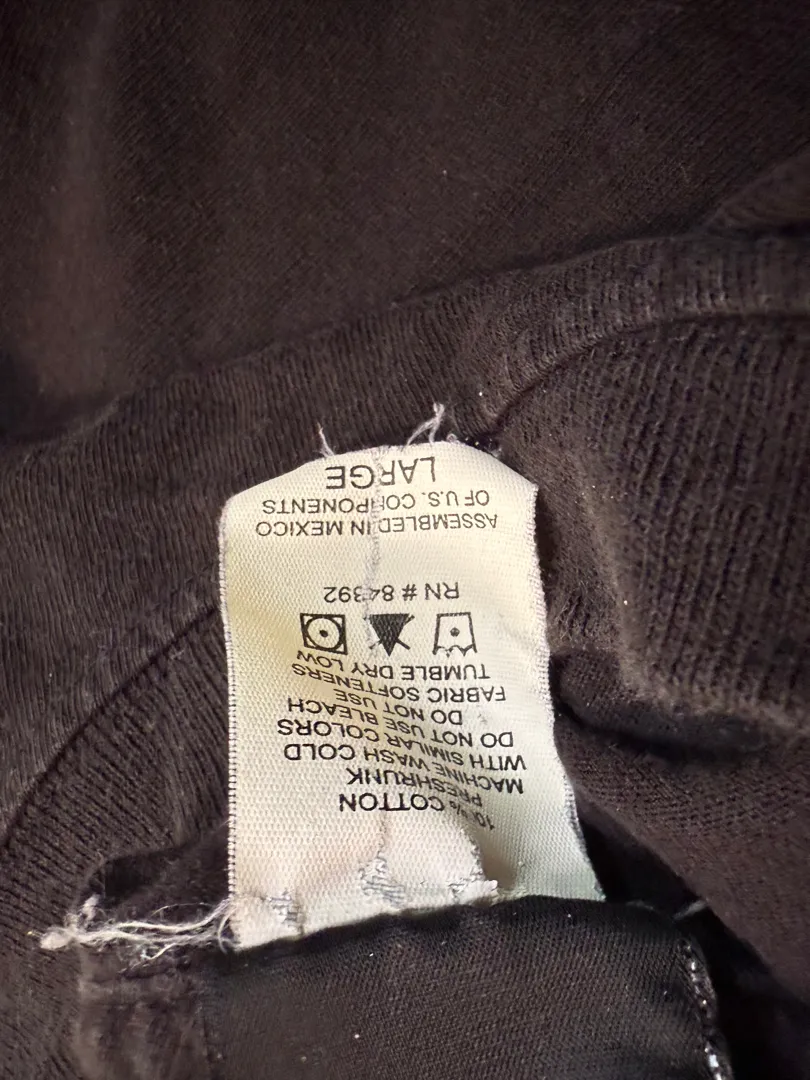 100% COTTON
PRESHRUNK
MACHINE WASH COLD
WITH SIMILAR COLORS
DO NOT USE BLEACH
DO NOT USE
FABRIC SOFTENERS
TUMBLE DRY LOW
RN # 84392
ASSEMBLED IN MEXICO
OF U.S. COMPONENTS
LARGE